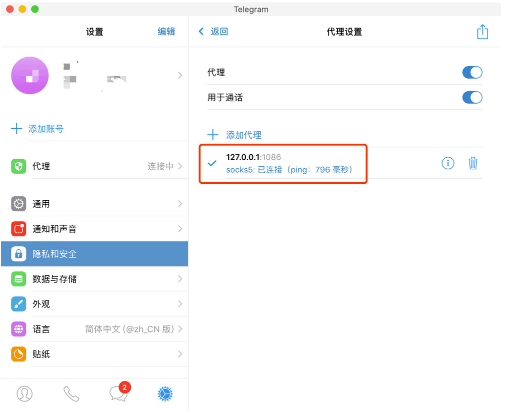 Telegram
设置
编辑
返回
代理设置
代理
用于通话
添加账号
添加代理
127.0.0.1:1086
socks5: 已连接（ping：796 毫秒）
代理
连接中
通用
通知和声音
隐私和安全
数据与存储
外观
语言
简体中文 (@zh_CN 版)
贴纸
2